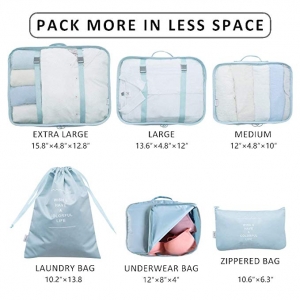 PACK MORE IN LESS SPACE
EXTRA LARGE
15.8"×4.8"×12.8"
LARGE
13.6"×4.8"×12"
MEDIUM
12"×4.8"×10"
LAUNDRY BAG
10.2"×13.8
UNDERWEAR BAG
12"×8"×4"
ZIPPERED BAG
10.6"×6.3"